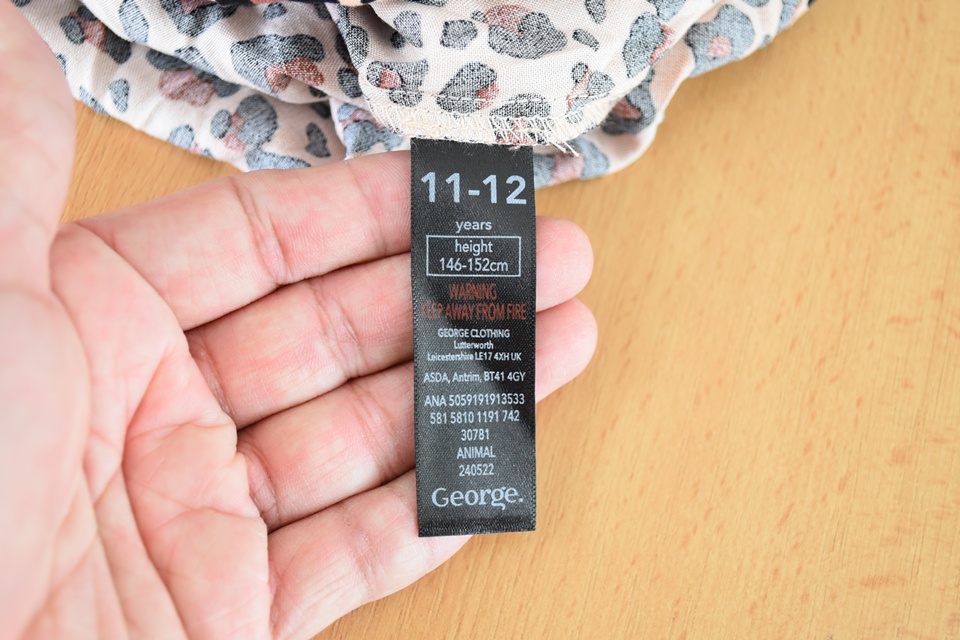 11-12
years
height
146-152cm
WARNING
KEEP AWAY FROM FIRE
GEORGE CLOTHING
Lutterworth
Leicestershire LE17 4XH UK
ASDA, Antrim, BT41 4GY
ANA 5059191913533
581 5810 1191 742
30781
ANIMAL
240522
George.